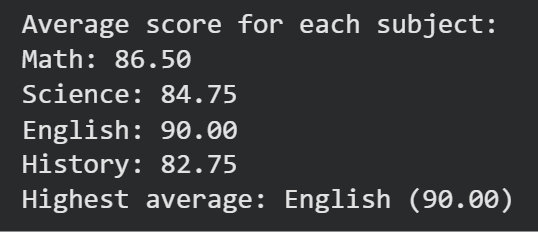 Average score for each subject:
Math: 86.50
Science: 84.75
English: 90.00
History: 82.75
Highest average: English (90.00)